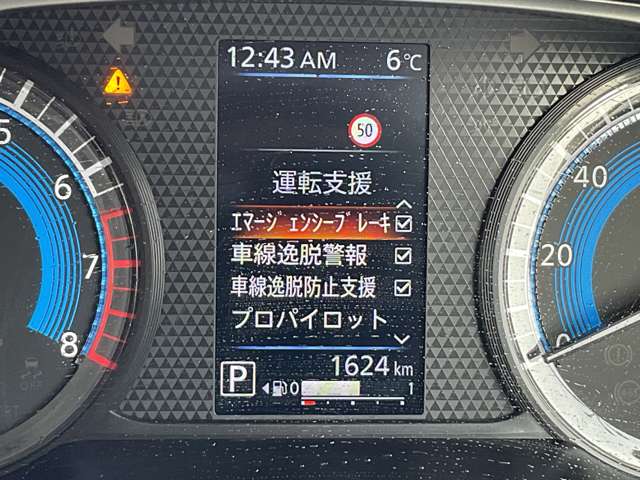 12:43 AM 6℃
50
運転支援
ｴﾏｰｼﾞｪﾝｼｰﾌﾞﾚｰｷ
車線逸脱警報
車線逸脱防止支援
プロパイロット
1624 km
P 0 1
5
6
7
8
40
20
0
OFF